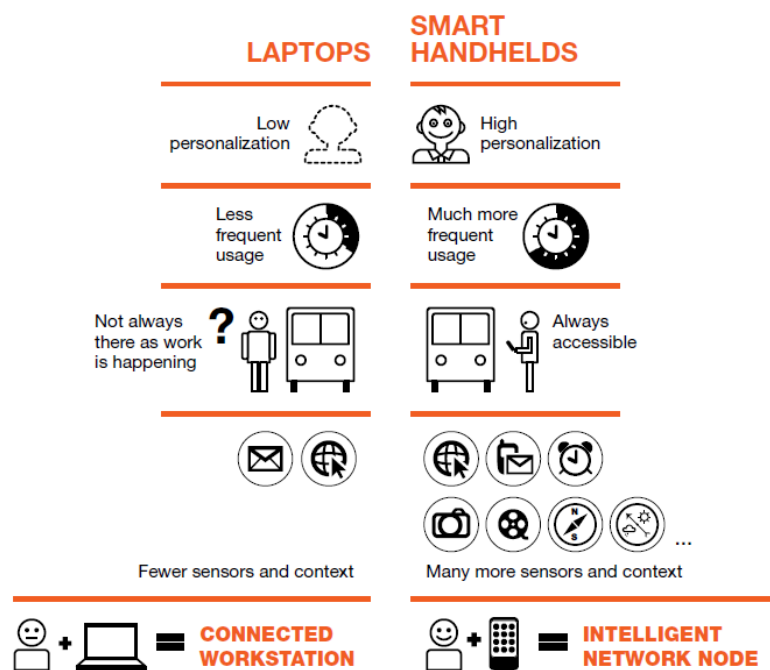 LAPTOPS
SMART
HANDHELDS
Low
personalization
High
personalization
Less
frequent
usage
Much more
frequent
usage
Not always
there as work
is happening
?
Always
accessible
N
S
...
Fewer sensors and context
Many more sensors and context
+ = CONNECTED
WORKSTATION
+ = INTELLIGENT
NETWORK NODE